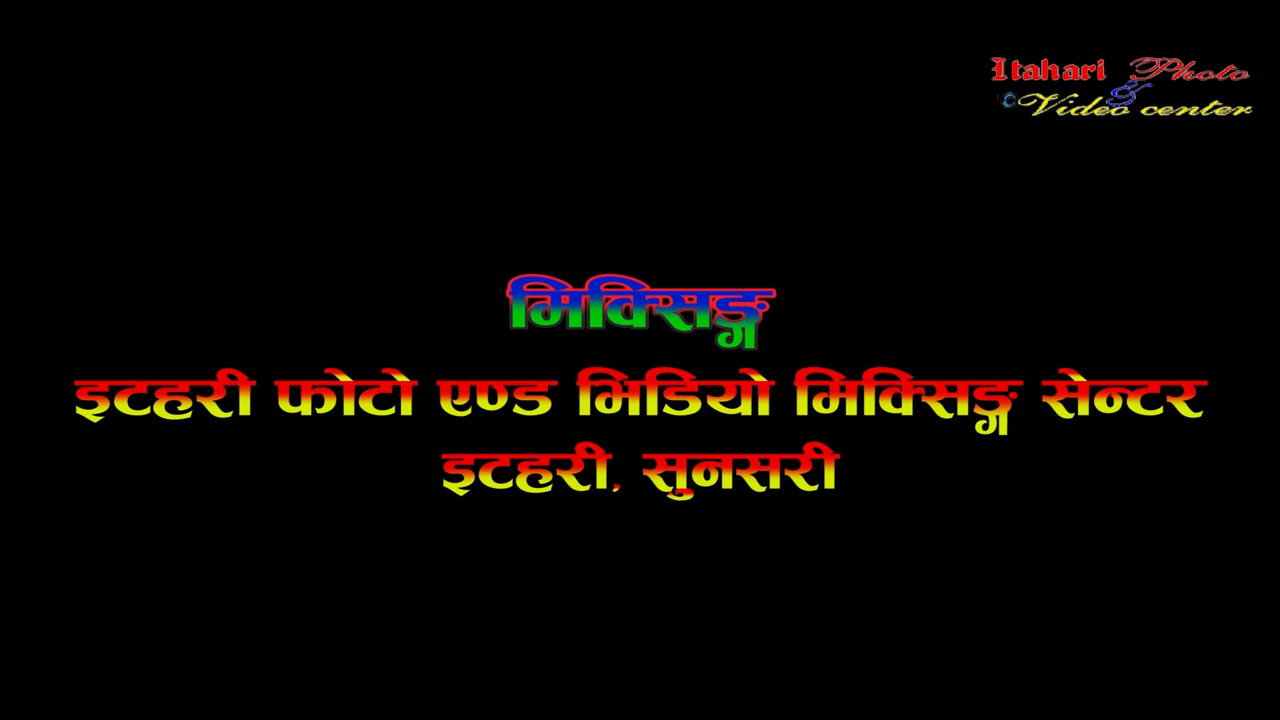 Itahari Photo
&
©Video center
मिक्सिङ्ग
इटहरी फोटो एण्ड भिडियो मिक्सिङ्ग सेन्टर
इटहरी, सुनसरी